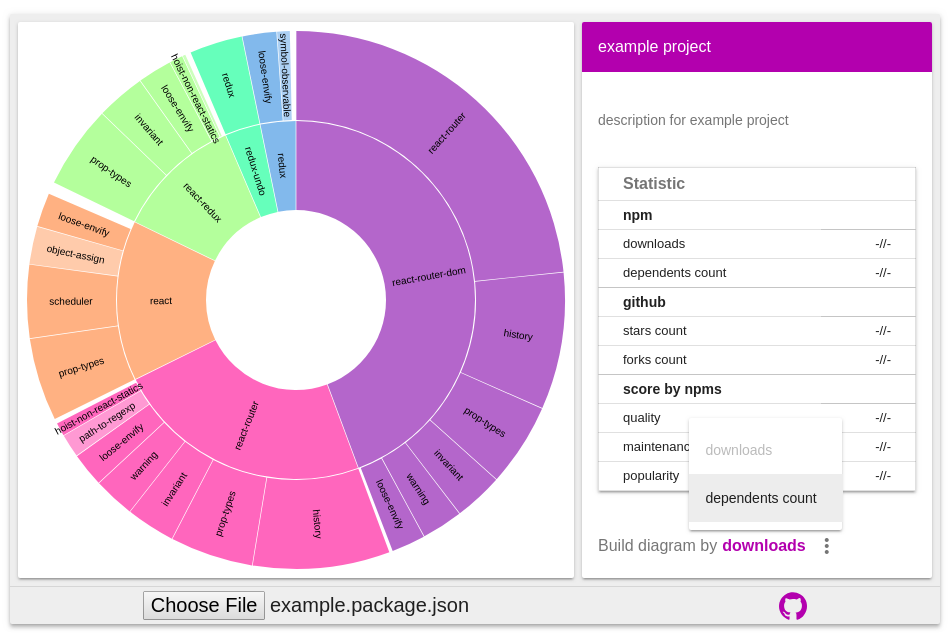 react-router
history
prop-types
invariant
warning
loose-envify
react-router-dom
history
prop-types
invariant
warning
loose-envify
path-to-regexp
hoist-non-react-statics
react-router
prop-types
scheduler
object-assign
loose-envify
react
prop-types
invariant
loose-envify
hoist-non-react-statics
react-redux
redux
redux-undo
loose-envify
symbol-observable
redux
example project
description for example project
Statistic
npm
downloads -//-
dependents count -//-
github
stars count -//-
forks count -//-
score by npms
quality -//-
maintenanc -//-
popularity -//-
downloads
dependents count
Build diagram by downloads
Choose File example.package.json